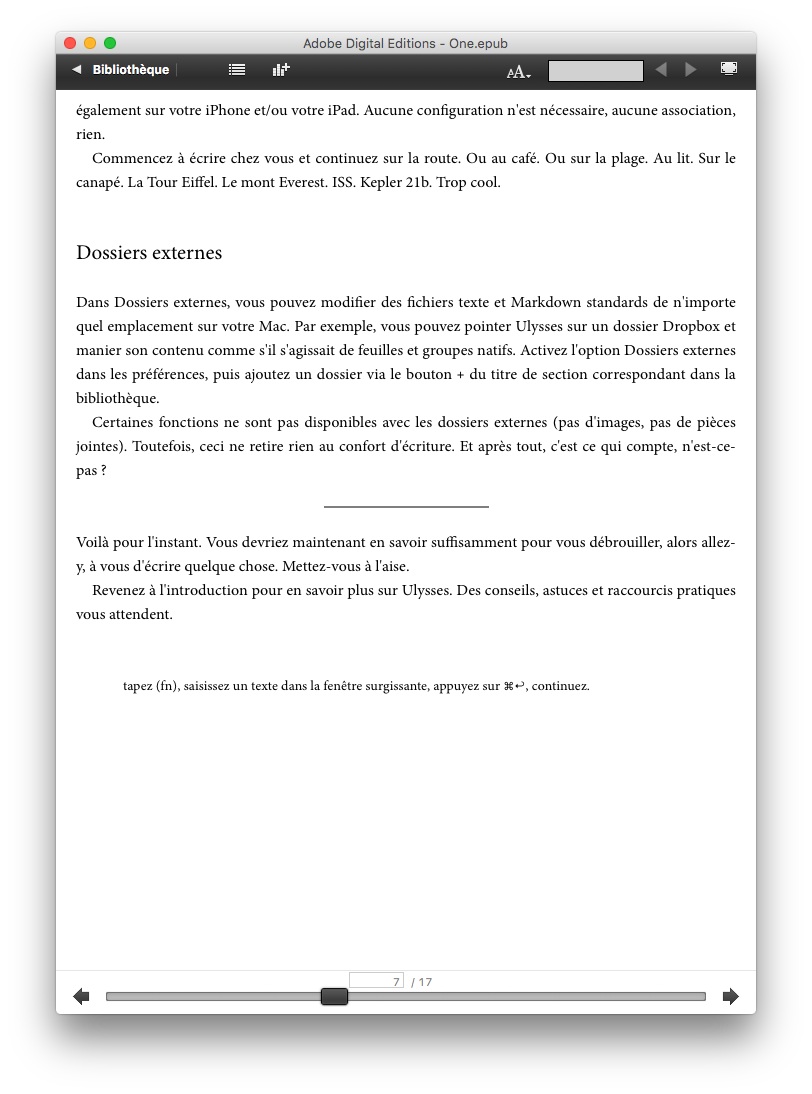 Adobe Digital Editions - One.epub
Bibliothèque
AA
également sur votre iPhone et/ou votre iPad. Aucune configuration n'est nécessaire, aucune association,
rien.
Commencez à écrire chez vous et continuez sur la route. Ou au café. Ou sur la plage. Au lit. Sur le
canapé. La Tour Eiffel. Le mont Everest. ISS. Kepler 21b. Trop cool.
Dossiers externes
Dans Dossiers externes, vous pouvez modifier des fichiers texte et Markdown standards de n'importe
quel emplacement sur votre Mac. Par exemple, vous pouvez pointer Ulysses sur un dossier Dropbox et
manier son contenu comme s'il s'agissait de feuilles et groupes natifs. Activez l'option Dossiers externes
dans les préférences, puis ajoutez un dossier via le bouton + du titre de section correspondant dans la
bibliothèque.
Certaines fonctions ne sont pas disponibles avec les dossiers externes (pas d'images, pas de pièces
jointes). Toutefois, ceci ne retire rien au confort d'écriture. Et après tout, c'est ce qui compte, n'est-ce-
pas ?
Voilà pour l'instant. Vous devriez maintenant en savoir suffisamment pour vous débrouiller, alors allez-
y, à vous d'écrire quelque chose. Mettez-vous à l'aise.
Revenez à l'introduction pour en savoir plus sur Ulysses. Des conseils, astuces et raccourcis pratiques
vous attendent.
tapez (fn), saisissez un texte dans la fenêtre surgissante, appuyez sur ⌘↩, continuez.
7 / 17